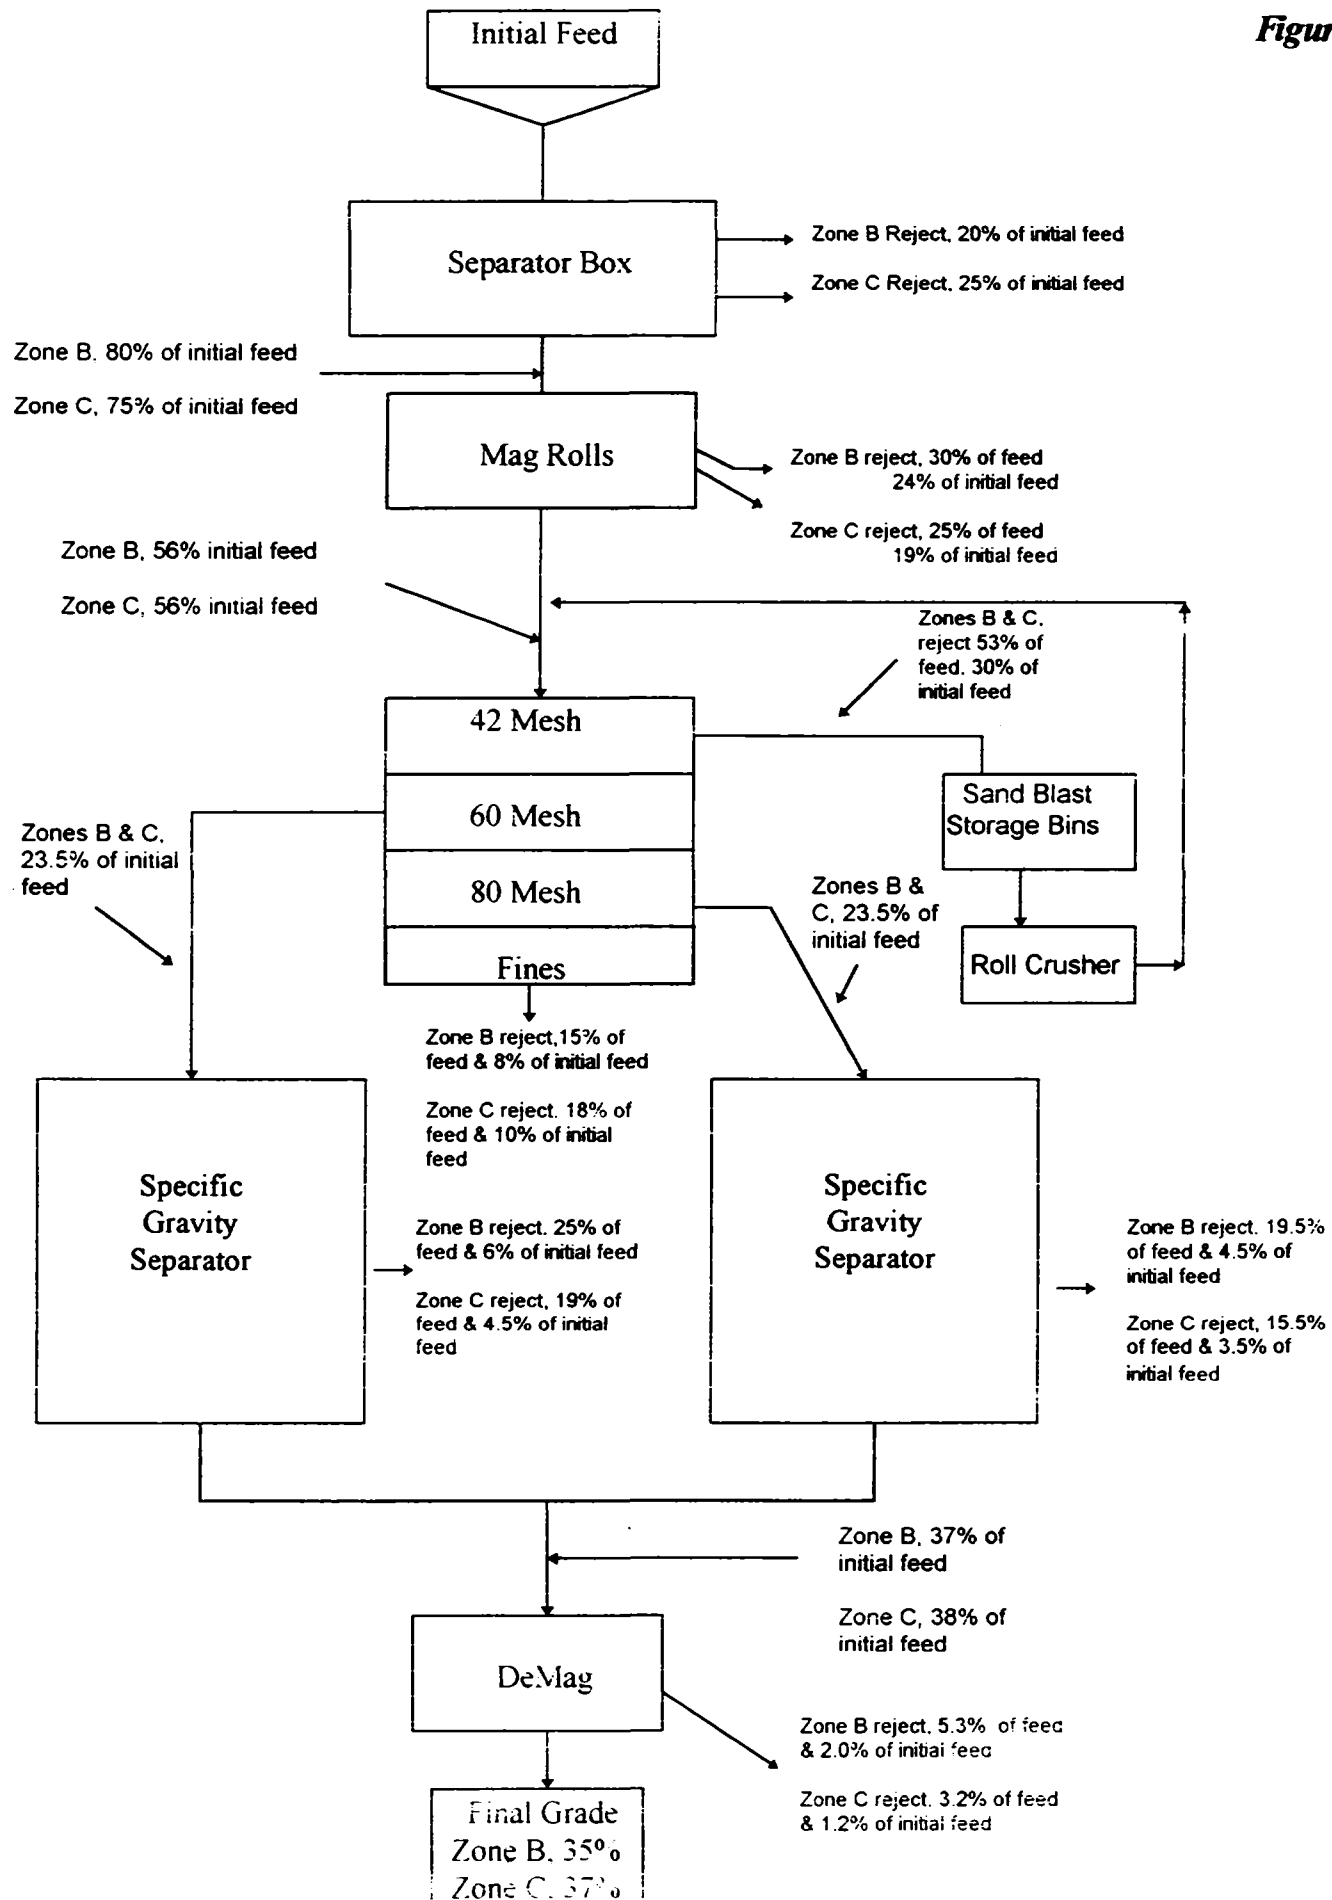 Figur
Initial Feed
Separator Box
Zone B Reject, 20% of initial feed
Zone C Reject, 25% of initial feed
Zone B. 80% of initial feed
Zone C, 75% of initial feed
Mag Rolls
Zone B reject, 30% of feed
24% of initial feed
Zone C reject, 25% of feed
19% of initial feed
Zone B, 56% initial feed
Zone C, 56% initial feed
Zones B & C,
reject 53% of
feed. 30% of
initial feed
42 Mesh
60 Mesh
80 Mesh
Fines
Sand Blast
Storage Bins
Roll Crusher
Zones B & C,
23.5% of initial
feed
Zones B &
C, 23.5% of
initial feed
Zone B reject,15% of
feed & 8% of initial feed
Zone C reject. 18% of
feed & 10% of initial
feed
Specific
Gravity
Separator
Zone B reject. 25% of
feed & 6% of initial feed
Zone C reject, 19% of
feed & 4.5% of initial
feed
Specific
Gravity
Separator
Zone B reject. 19.5%
of feed & 4.5% of
initial feed
Zone C reject, 15.5%
of feed & 3.5% of
initial feed
Zone B, 37% of
initial feed
Zone C, 38% of
initial feed
DeMag
Zone B reject, 5.3% of feed
& 2.0% of initial feed
Zone C reject. 3.2% of feed
& 1.2% of initial feed
Final Grade
Zone B, 35%
Zone C, 37%